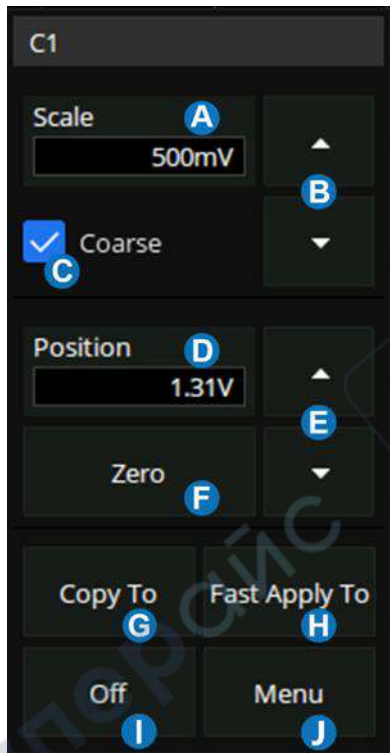 C1
Scale A
500mV
B
Coarse
C
Position D
1.31V
E
Zero
F
Copy To Fast Apply To
G H
Off Menu
I J